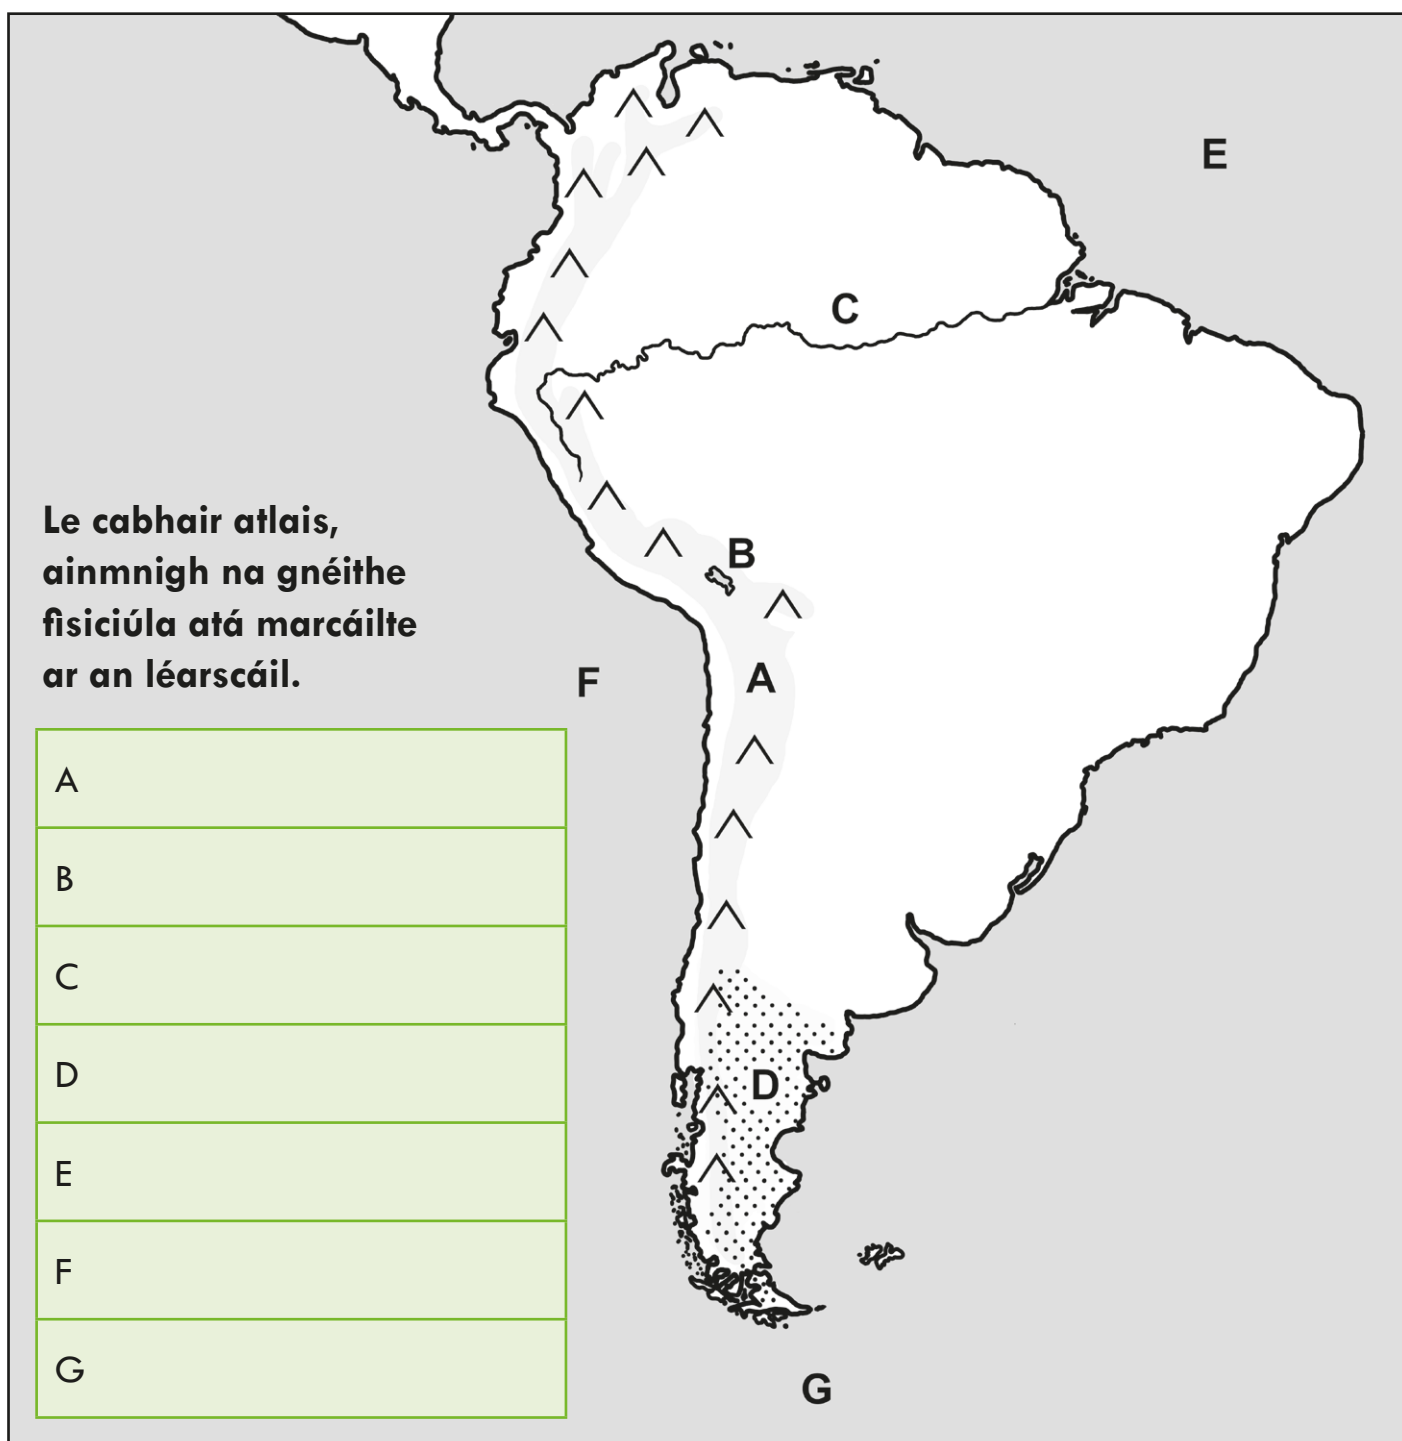 E
C
Le cabhair atlais,
ainmnigh na gnéithe
fisiciúla atá marcáilte
ar an léarscáil.
B
F
A
D
G
A
B
C
D
E
F
G